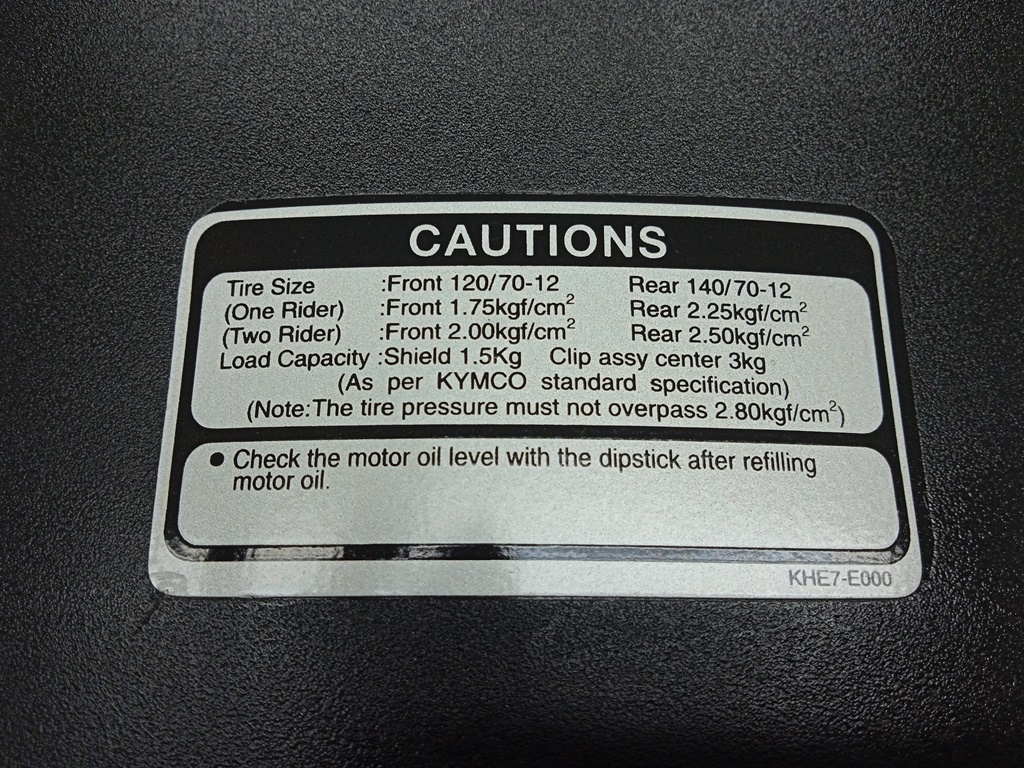 CAUTIONS
Tire Size :Front 120/70-12 Rear 140/70-12
(One Rider) :Front 1.75kgf/cm² Rear 2.25kgf/cm²
(Two Rider) :Front 2.00kgf/cm² Rear 2.50kgf/cm²
Load Capacity :Shield 1.5Kg Clip assy center 3kg
(As per KYMCO standard specification)
(Note:The tire pressure must not overpass 2.80kgf/cm²)
● Check the motor oil level with the dipstick after refilling
motor oil.
KHE7-E000